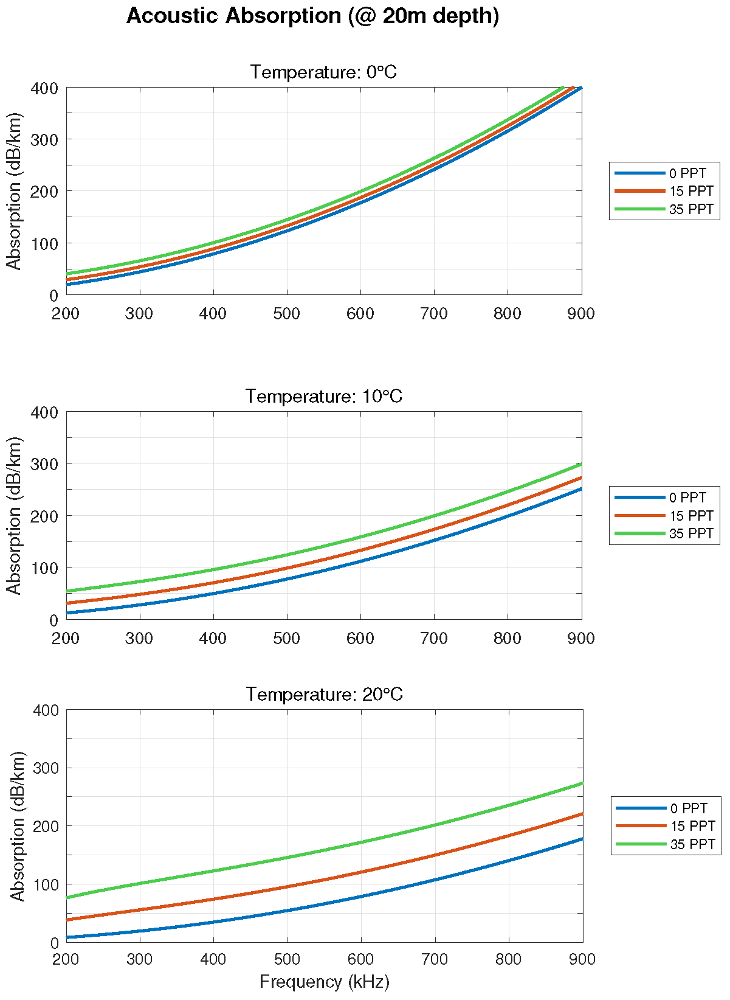 Acoustic Absorption (@ 20m depth)
Temperature: 0°C
Absorption (dB/km)
400
300
200
100
0
200 300 400 500 600 700 800 900
0 PPT
15 PPT
35 PPT
Temperature: 10°C
Absorption (dB/km)
400
300
200
100
0
200 300 400 500 600 700 800 900
0 PPT
15 PPT
35 PPT
Temperature: 20°C
Absorption (dB/km)
400
300
200
100
0
200 300 400 500 600 700 800 900
Frequency (kHz)
0 PPT
15 PPT
35 PPT